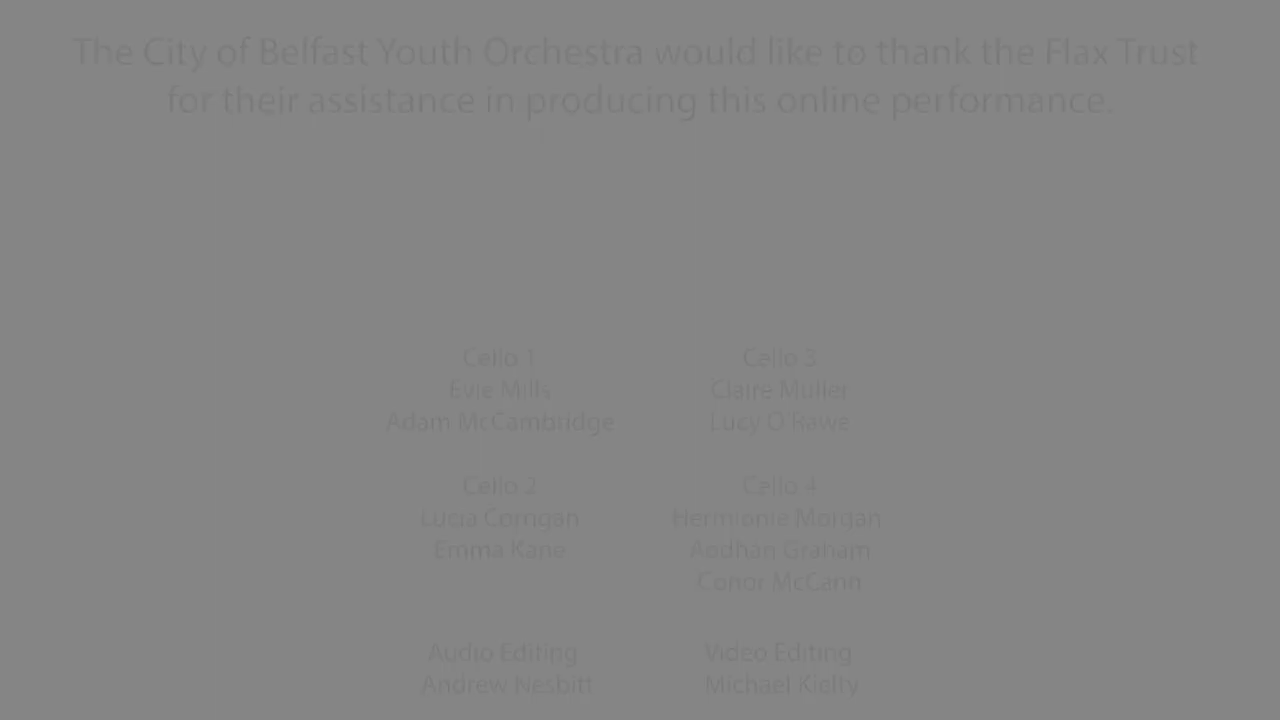 The City of Belfast Youth Orchestra would like to thank the Flax Trust
for their assistance in producing this online performance.
Cello 1
Evie Mills
Adam McCambridge
Cello 3
Claire Muller
Lucy O'Rawe
Cello 2
Lucia Corrigan
Emma Kane
Cello 4
Hermionie Morgan
Aodhan Graham
Conor McCann
Audio Editing
Andrew Nesbitt
Video Editing
Michael Kielty